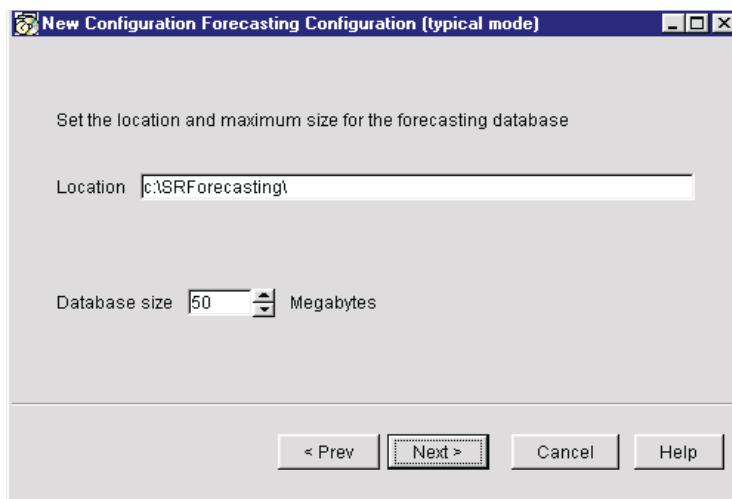 New Configuration Forecasting Configuration (typical mode)
Set the location and maximum size for the forecasting database
Location c:\SRForecasting\
Database size 50 Megabytes
< Prev Next > Cancel Help